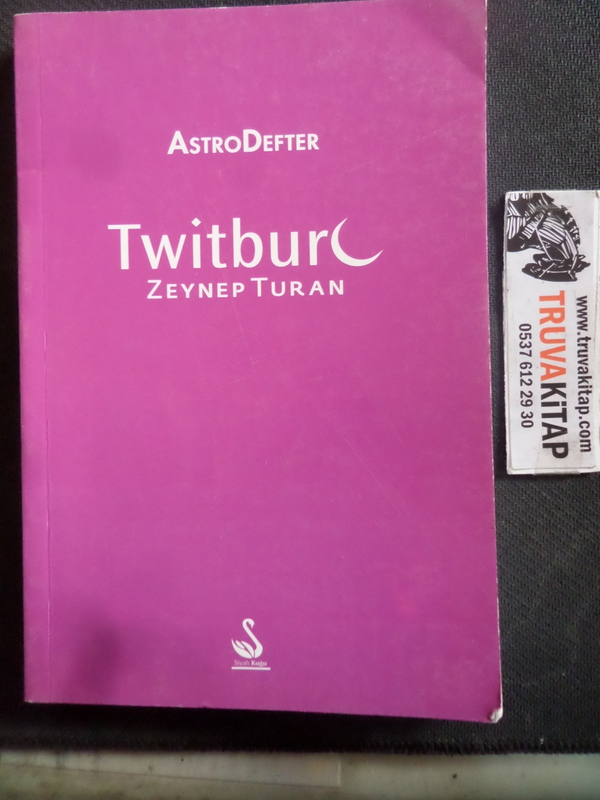 AstroDefter
Twitburc
Zeynep Turan
Siyah Kuğu
www.truvakitap.com
TRUVAKiTAP
0537 612 29 30